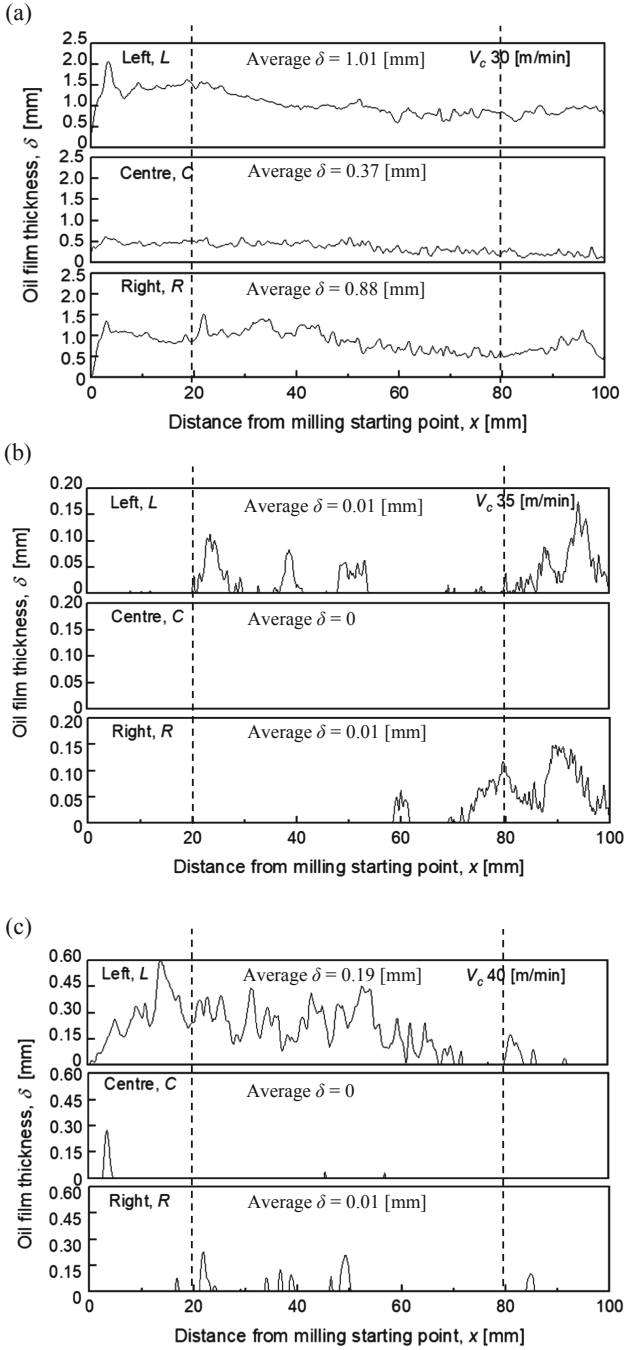 (a)
Oil film thickness, δ [mm]
2.5
2.0
1.5
1.0
0.5
0
Left, L
Average δ = 1.01 [mm]
Vc 30 [m/min]
2.5
2.0
1.5
1.0
0.5
0
Centre, C
Average δ = 0.37 [mm]
2.5
2.0
1.5
1.0
0.5
0
Right, R
Average δ = 0.88 [mm]
0 20 40 60 80 100
Distance from milling starting point, x [mm]
(b)
Oil film thickness, δ [mm]
0.20
0.15
0.10
0.05
0
Left, L
Average δ = 0.01 [mm]
Vc 35 [m/min]
0.20
0.15
0.10
0.05
0
Centre, C
Average δ = 0
0.20
0.15
0.10
0.05
0
Right, R
Average δ = 0.01 [mm]
0 20 40 60 80 100
Distance from milling starting point, x [mm]
(c)
Oil film thickness, δ [mm]
0.60
0.45
0.30
0.15
0
Left, L
Average δ = 0.19 [mm]
Vc 40 [m/min]
0.60
0.45
0.30
0.15
0
Centre, C
Average δ = 0
0.60
0.45
0.30
0.15
0
Right, R
Average δ = 0.01 [mm]
0 20 40 60 80 100
Distance from milling starting point, x [mm]